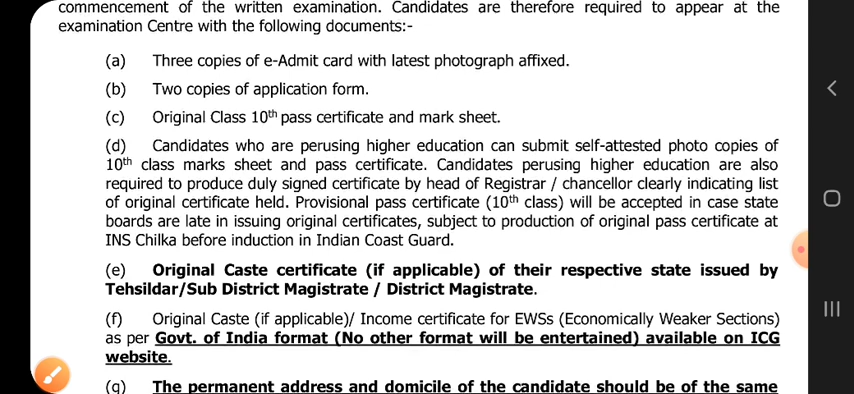 commencement of the written examination. Candidates are therefore required to appear at the
examination Centre with the following documents:-
(a) Three copies of e-Admit card with latest photograph affixed.
(b) Two copies of application form.
(c) Original Class 10th pass certificate and mark sheet.
(d) Candidates who are perusing higher education can submit self-attested photo copies of
10th class marks sheet and pass certificate. Candidates perusing higher education are also
required to produce duly signed certificate by head of Registrar / chancellor clearly indicating list
of original certificate held. Provisional pass certificate (10th class) will be accepted in case state
boards are late in issuing original certificates, subject to production of original pass certificate at
INS Chilka before induction in Indian Coast Guard.
(e) Original Caste certificate (if applicable) of their respective state issued by
Tehsildar/Sub District Magistrate / District Magistrate.
(f) Original Caste (if applicable)/ Income certificate for EWSs (Economically Weaker Sections)
as per Govt. of India format (No other format will be entertained) available on ICG
website.
(g) The permanent address and domicile of the candidate should be of the same